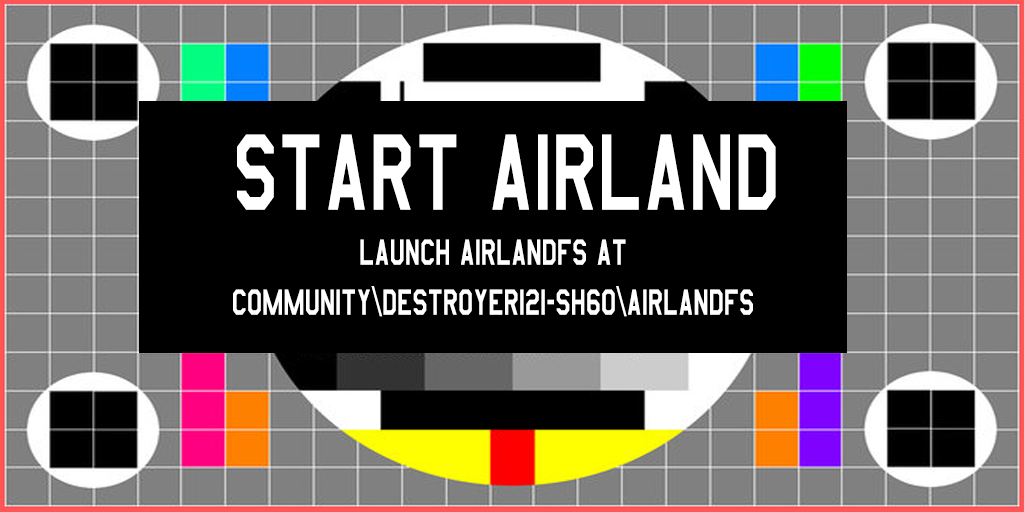 START AIRLAND
LAUNCH AIRLANDFS AT
COMMUNITY\DESTROYER121-SH60\AIRLANDFS